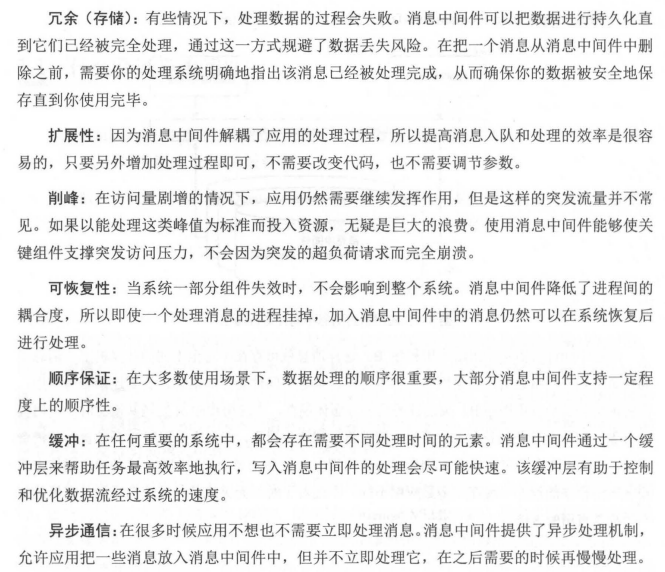 冗余（存储）：有些情况下，处理数据的过程会失败。消息中间件可以把数据进行持久化直
到它们已经被完全处理，通过这一方式规避了数据丢失风险。在把一个消息从消息中间件中删
除之前，需要你的处理系统明确地指出该消息已经被处理完成，从而确保你的数据被安全地保
存直到你使用完毕。
扩展性：因为消息中间件解耦了应用的处理过程，所以提高消息入队和处理的效率是很容
易的，只要另外增加处理过程即可，不需要改变代码，也不需要调节参数。
削峰：在访问量剧增的情况下，应用仍然需要继续发挥作用，但是这样的突发流量并不常
见。如果以能处理这类峰值为标准而投入资源，无疑是巨大的浪费。使用消息中间件能够使关
键组件支撑突发访问压力，不会因为突发的超负荷请求而完全崩溃。
可恢复性：当系统一部分组件失效时，不会影响到整个系统。消息中间件降低了进程间的
耦合度，所以即使一个处理消息的进程挂掉，加入消息中间件中的消息仍然可以在系统恢复后
进行处理。
顺序保证：在大多数使用场景下，数据处理的顺序很重要，大部分消息中间件支持一定程
度上的顺序性。
缓冲：在任何重要的系统中，都会存在需要不同处理时间的元素。消息中间件通过一个缓
冲层来帮助任务最高效率地执行，写入消息中间件的处理会尽可能快速。该缓冲层有助于控制
和优化数据流经过系统的速度。
异步通信：在很多时候应用不想也不需要立即处理消息。消息中间件提供了异步处理机制，
允许应用把一些消息放入消息中间件中，但并不立即处理它，在之后需要的时候再慢慢处理。